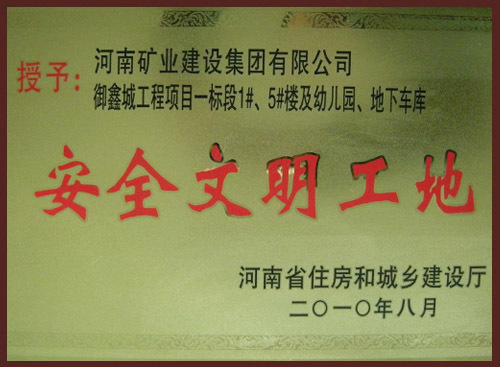 授予：
河南矿业建设集团有限公司
御鑫城工程项目一标段1#、5#楼及幼儿园、地下车库
安全文明工地
河南省住房和城乡建设厅
二〇一〇年八月